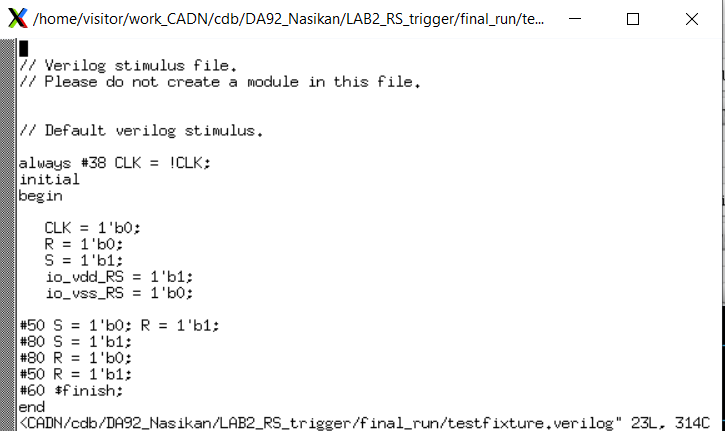 /home/visitor/work_CADN/cdb/DA92_Nasikan/LAB2_RS_trigger/final_run/te...
// Verilog stimulus file.
// Please do not create a module in this file.
// Default verilog stimulus.
always #38 CLK = !CLK;
initial
begin
CLK = 1'b0;
R = 1'b0;
S = 1'b1;
io_vdd_RS = 1'b1;
io_vss_RS = 1'b0;
#50 S = 1'b0; R = 1'b1;
#80 S = 1'b1;
#80 R = 1'b0;
#50 R = 1'b1;
#60 $finish;
end
<CADN/cdb/DA92_Nasikan/LAB2_RS_trigger/final_run/testfixture.verilog" 23L, 314C